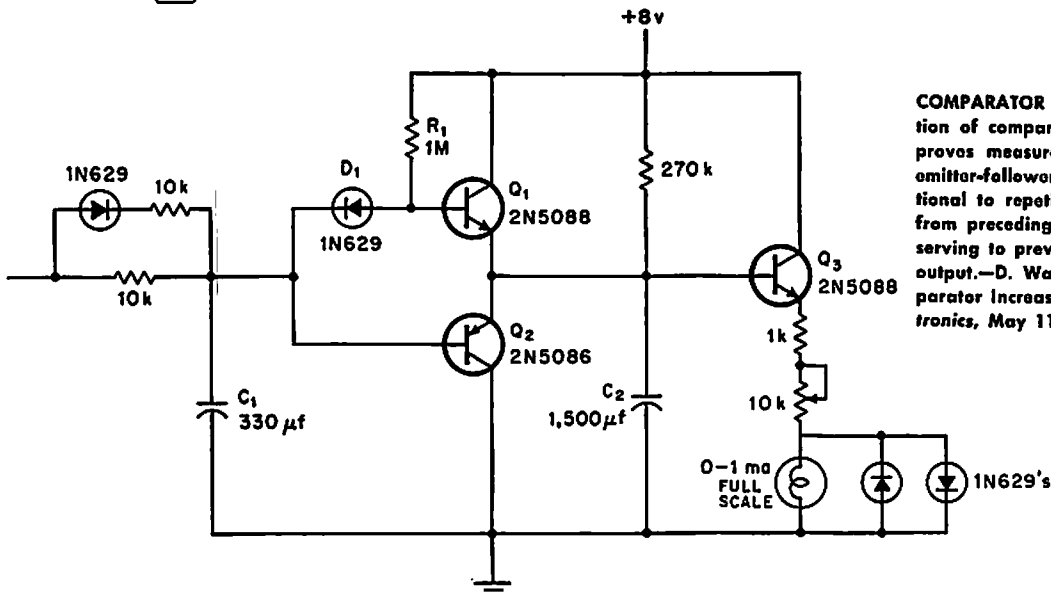 +8v
R1
1M
D1
1N629
10k
Q1
2N5088
270k
1N629
10k
Q2
2N5086
Q3
2N5088
1k
C1
330 µf
C2
1,500 µf
10k
0-1 ma
FULL
SCALE
1N629's
COMPARATOR
tion of compar
proves measur
emitter-follower
tional to repeti
from preceding
serving to prev
output.—D. Wa
parator Increas
tronics, May 11